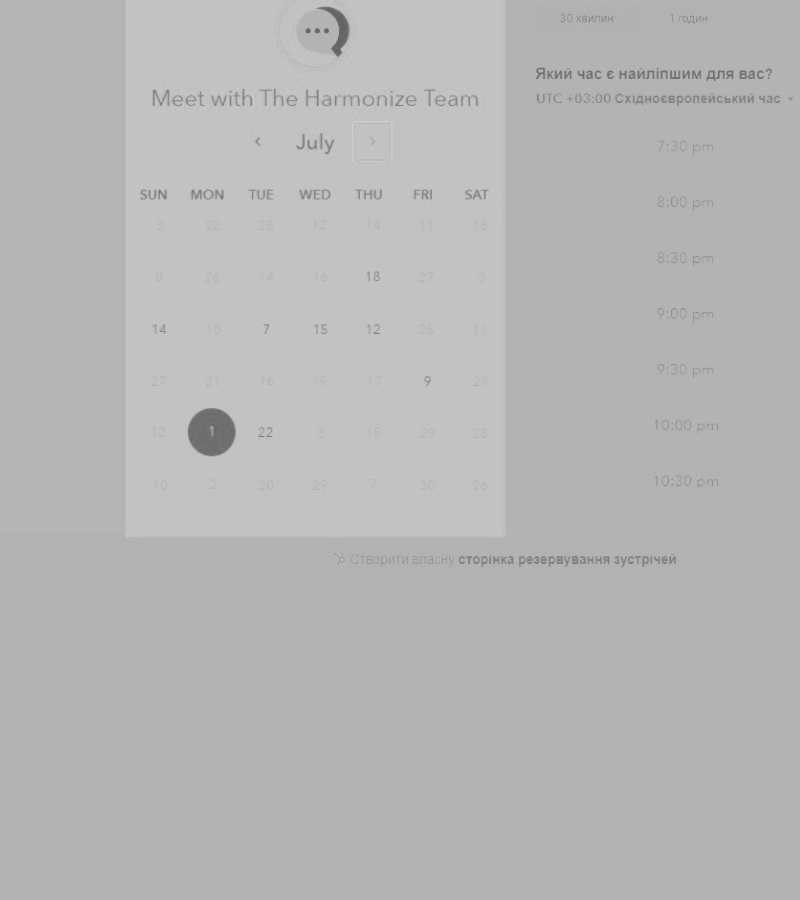 30 хвилин 1 годин
Який час є найліпшим для вас?
Meet with The Harmonize Team
UTC +03:00 Східноєвропейський час
July
7:30 pm
SUN MON TUE WED THU FRI SAT
8:00 pm
3 22 28 12 14 11 18
8:30 pm
8 26 14 16 18 27 3
9:00 pm
14 10 7 15 12 25 11
9:30 pm
27 21 16 19 17 9 29
10:00 pm
12 1 22 3 15 29 28
10:30 pm
10 2 20 29 7 30 26
Створити власну сторінка резервування зустрічей